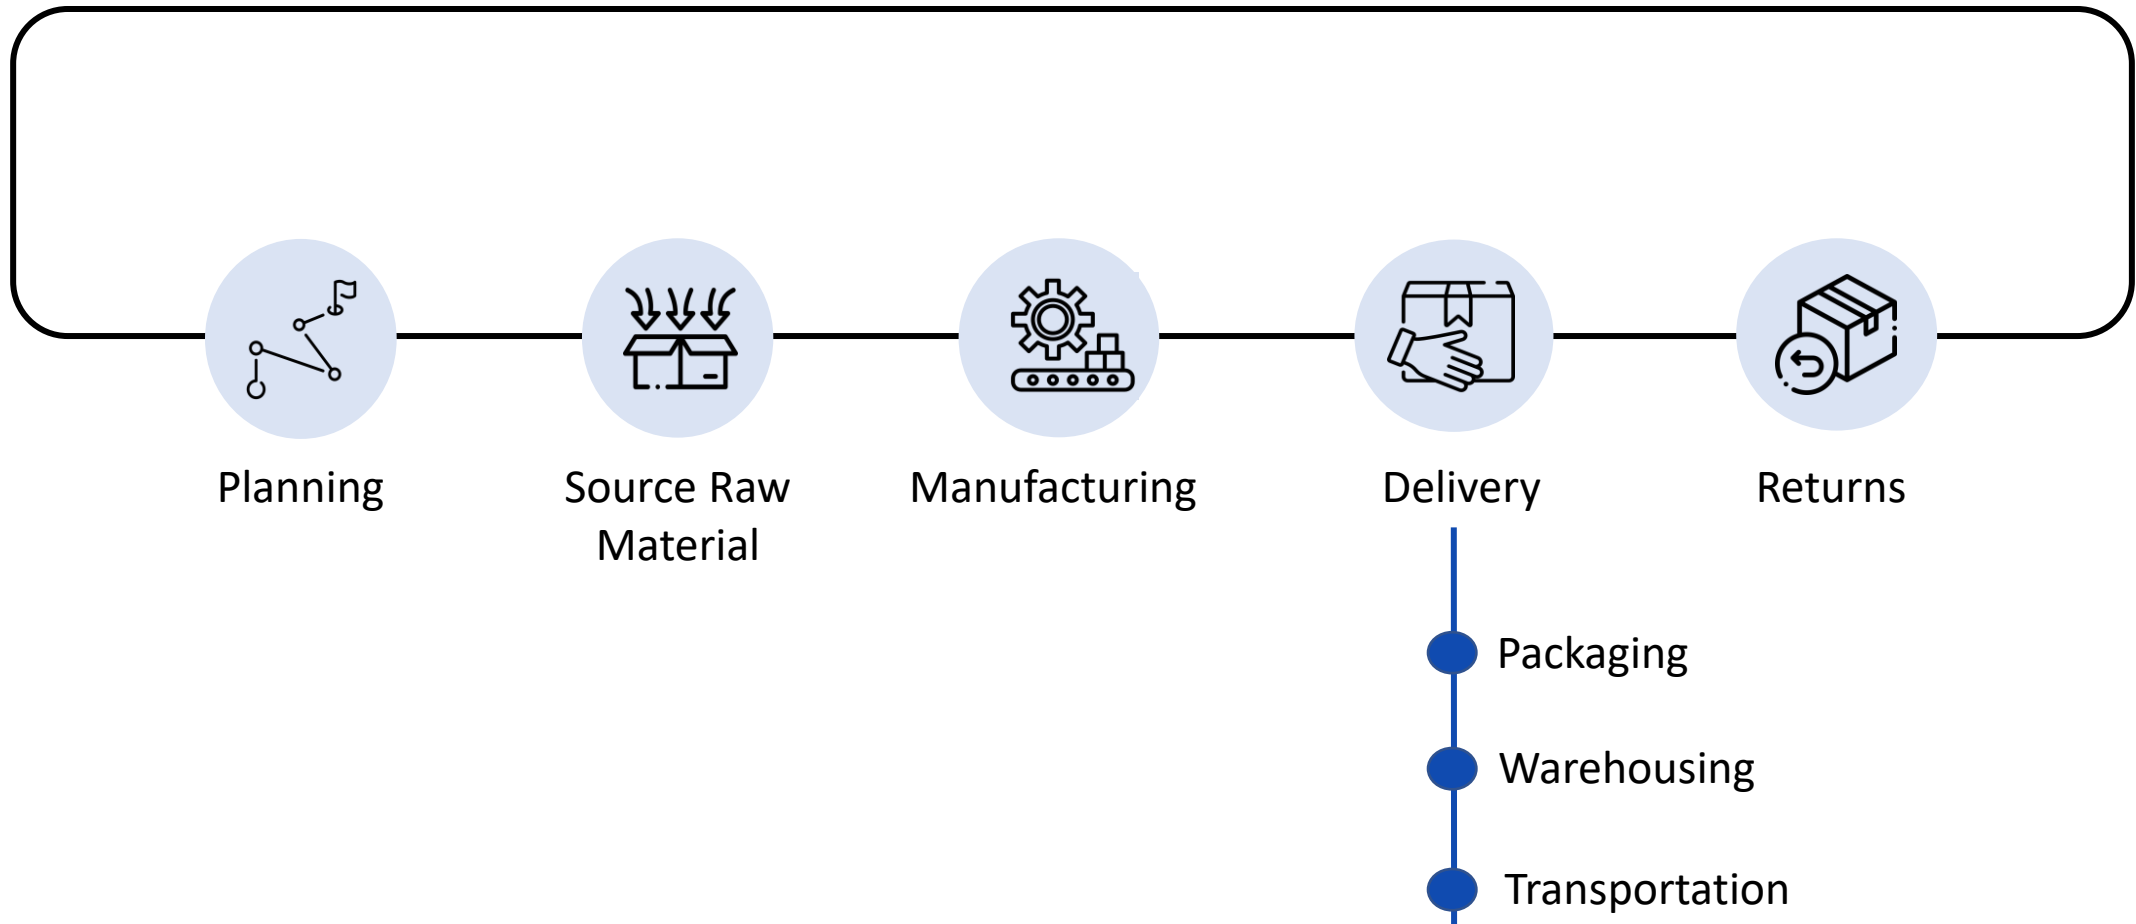 Planning
Source Raw
Material
Manufacturing
Delivery
Returns
Packaging
Warehousing
Transportation